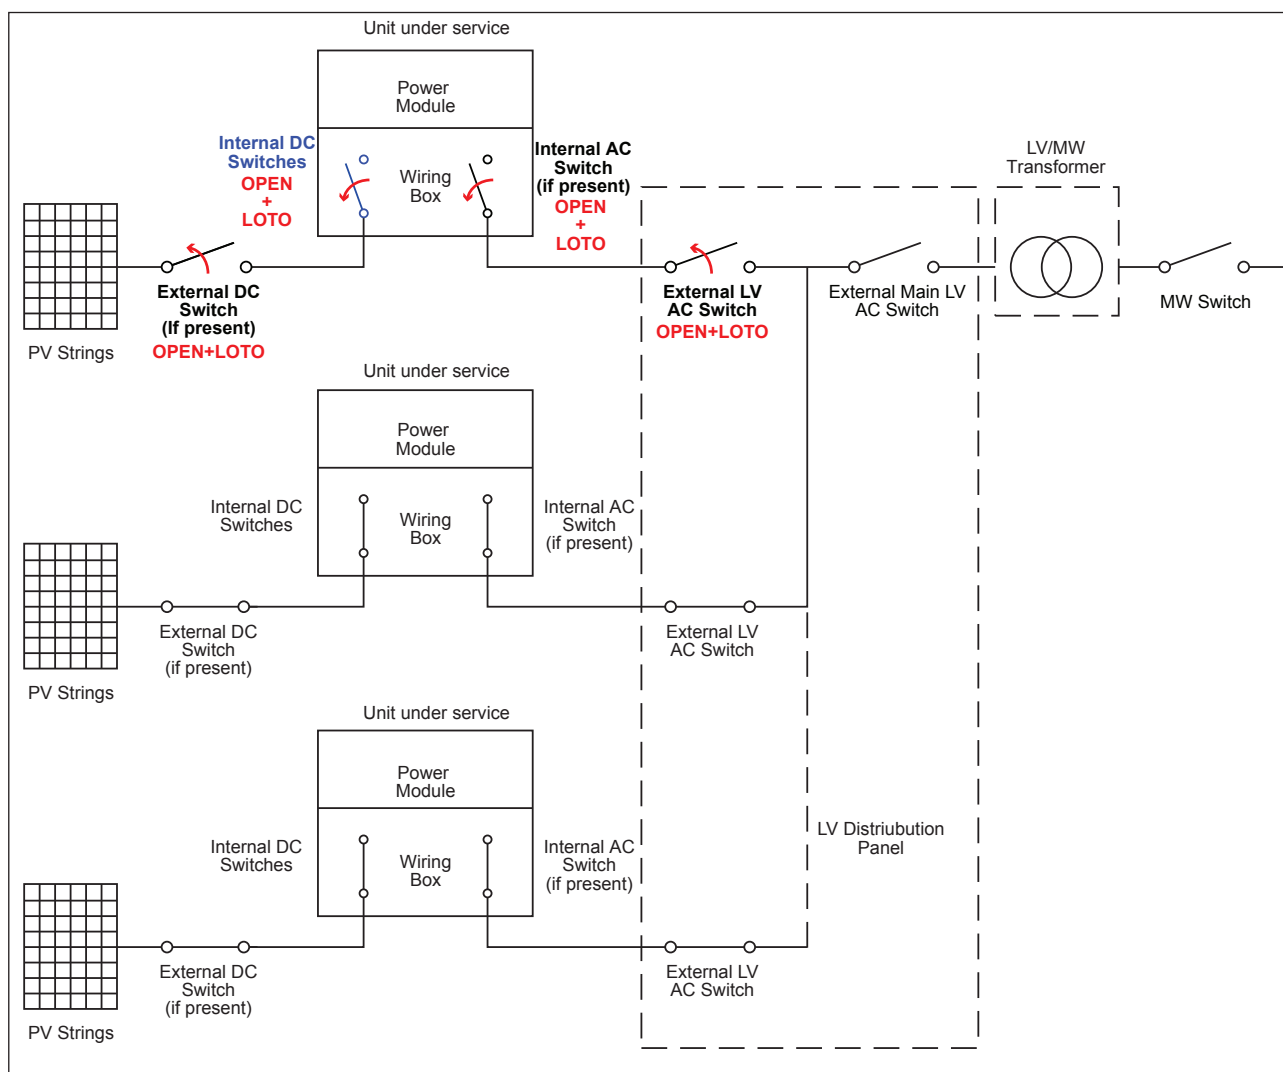 Unit under service
Power
Module
Internal DC
Switches
OPEN
+
LOTO
Wiring
Box
Internal AC
Switch
(if present)
OPEN
+
LOTO
LV/MW
Transformer
External DC
Switch
(If present)
OPEN+LOTO
External LV
AC Switch
OPEN+LOTO
External Main LV
AC Switch
MW Switch
PV Strings
Unit under service
Power
Module
Internal DC
Switches
Wiring
Box
Internal AC
Switch
(if present)
External DC
Switch
(if present)
External LV
AC Switch
PV Strings
Unit under service
Power
Module
Internal DC
Switches
Wiring
Box
Internal AC
Switch
(if present)
LV Distriubution
Panel
External DC
Switch
(if present)
External LV
AC Switch
PV Strings